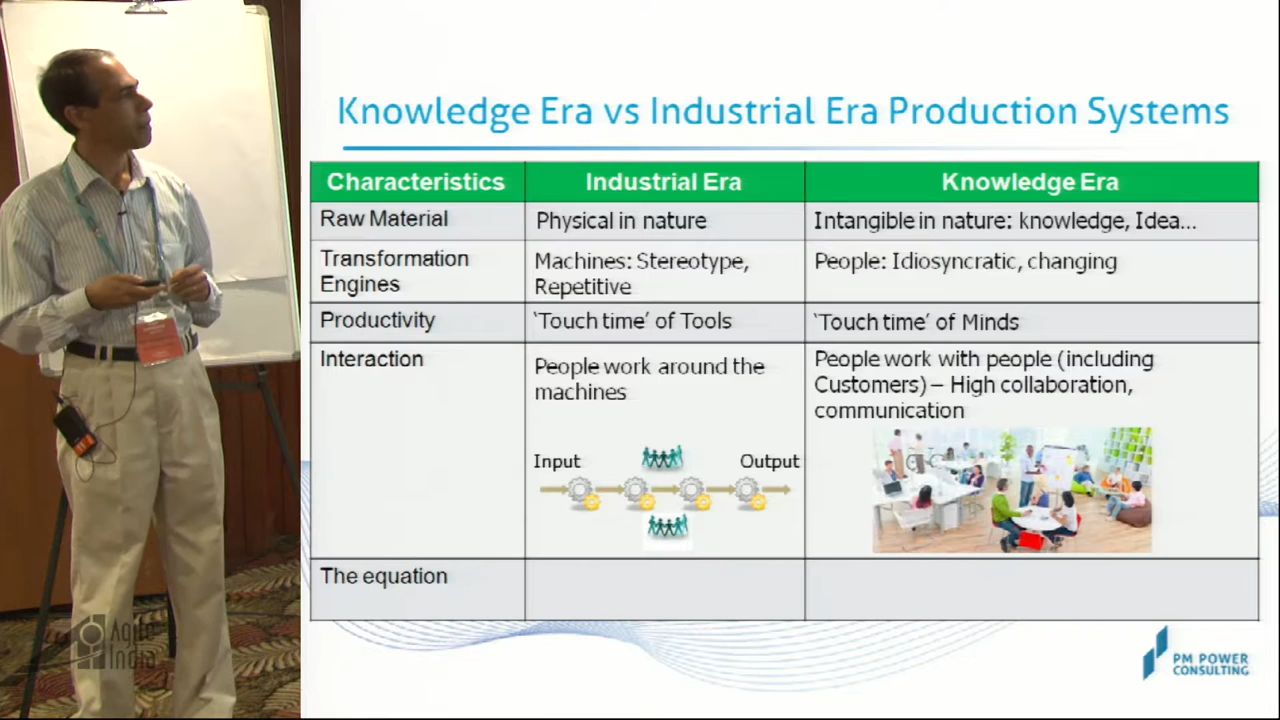 Knowledge Era vs Industrial Era Production Systems
Characteristics
Industrial Era
Knowledge Era
Raw Material
Physical in nature
Intangible in nature: knowledge, Idea...
Transformation
Engines
Machines: Stereotype,
Repetitive
People: Idiosyncratic, changing
Productivity
‘Touch time’ of Tools
‘Touch time’ of Minds
Interaction
People work around the
machines
Input
Output
People work with people (including
Customers) – High collaboration,
communication
The equation
PM POWER
CONSULTING
Agile
India